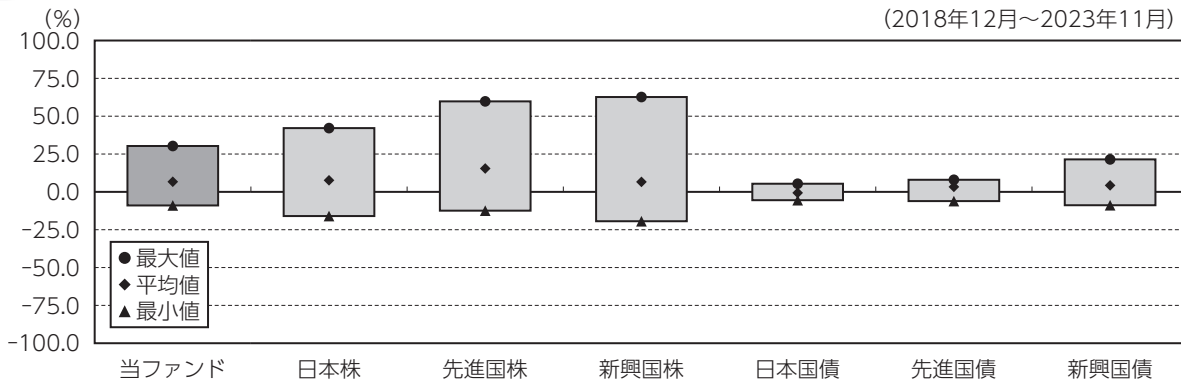 (%)
(2018年12月～2023年11月)
100.0
75.0
50.0
25.0
0.0
-25.0
-50.0
-75.0
-100.0
●最大値
◆平均値
▲最小値
当ファンド 日本株 先進国株 新興国株 日本国債 先進国債 新興国債